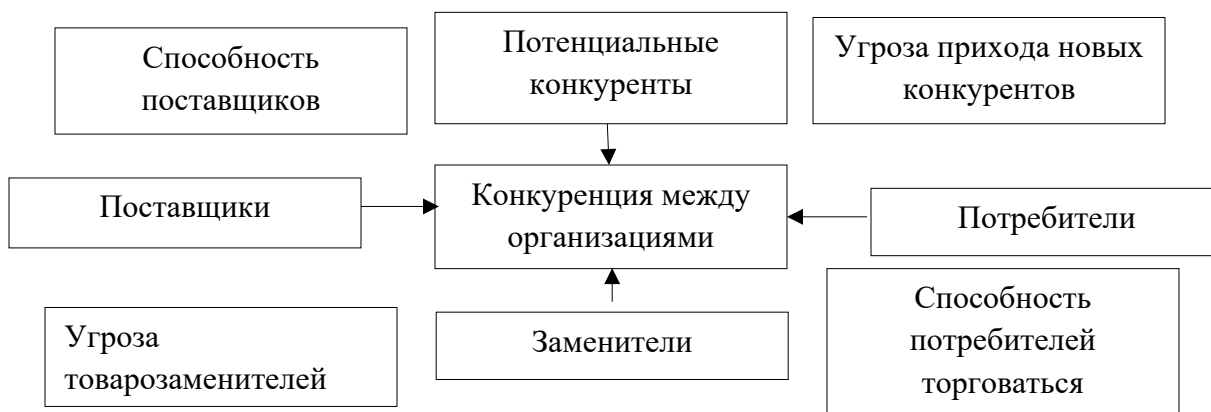 Способность
поставщиков
Потенциальные
конкуренты
Угроза прихода новых
конкурентов
Поставщики
Конкуренция между
организациями
Потребители
Угроза
товарозаменителей
Заменители
Способность
потребителей
торговаться